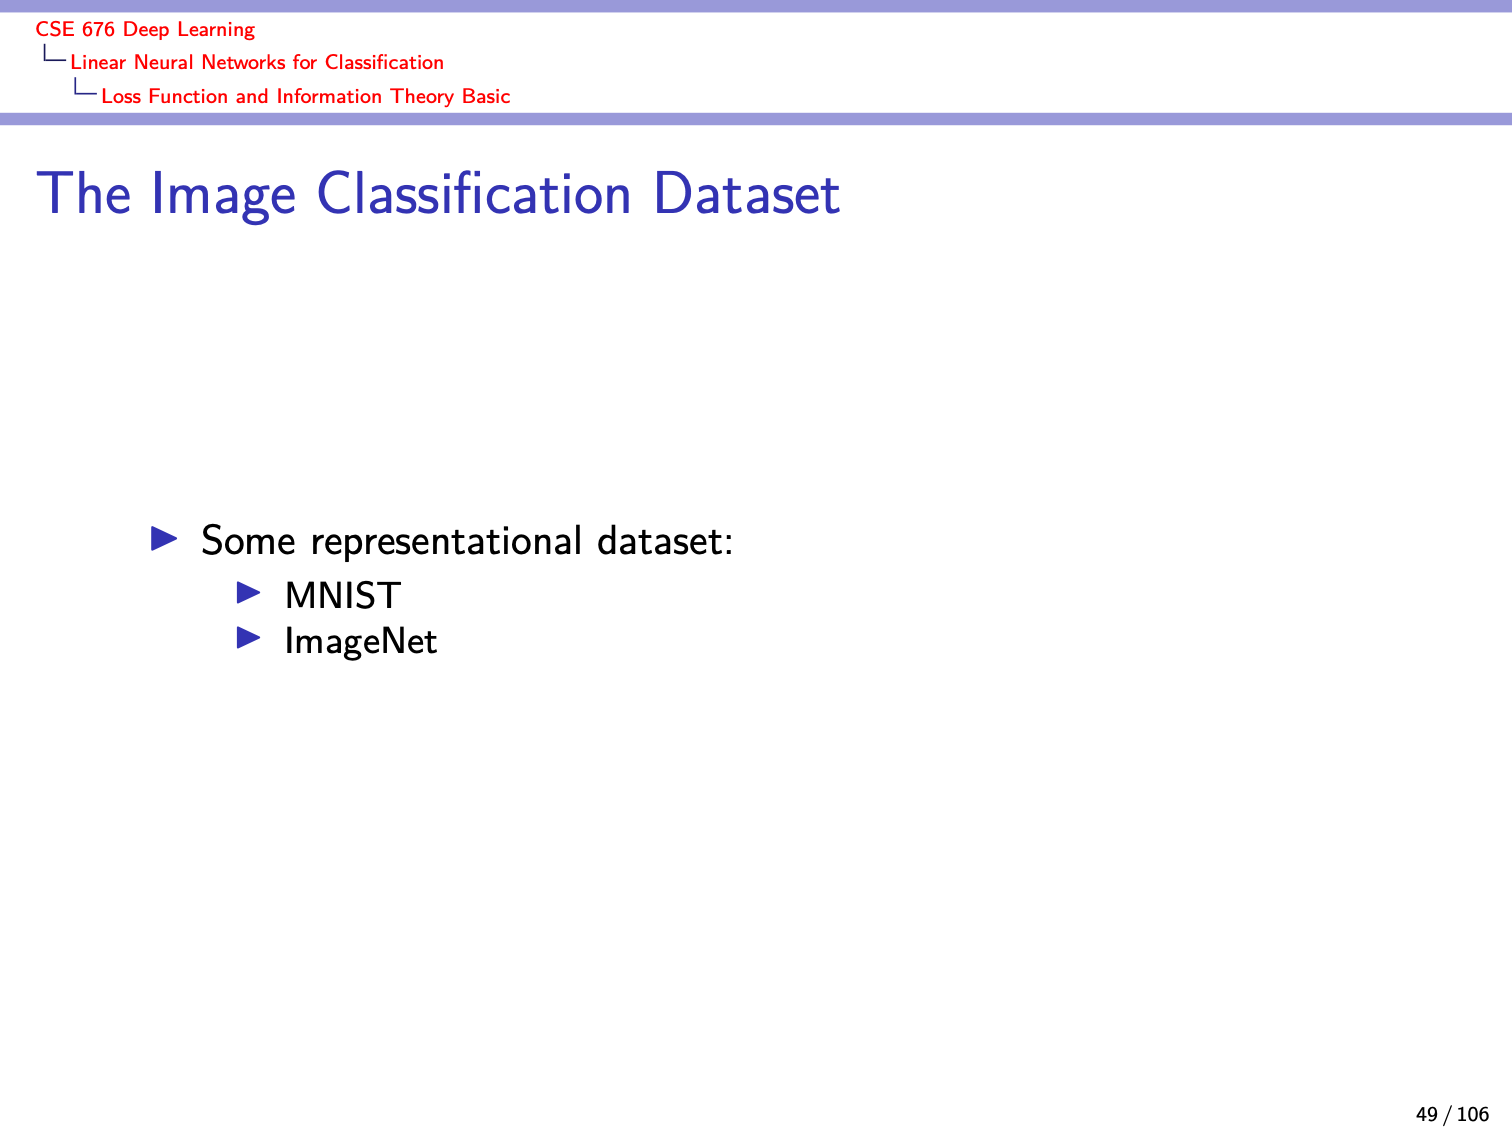 CSE 676 Deep Learning
Linear Neural Networks for Classification
Loss Function and Information Theory Basic
The Image Classification Dataset
Some representational dataset:
MNIST
ImageNet
49 / 106